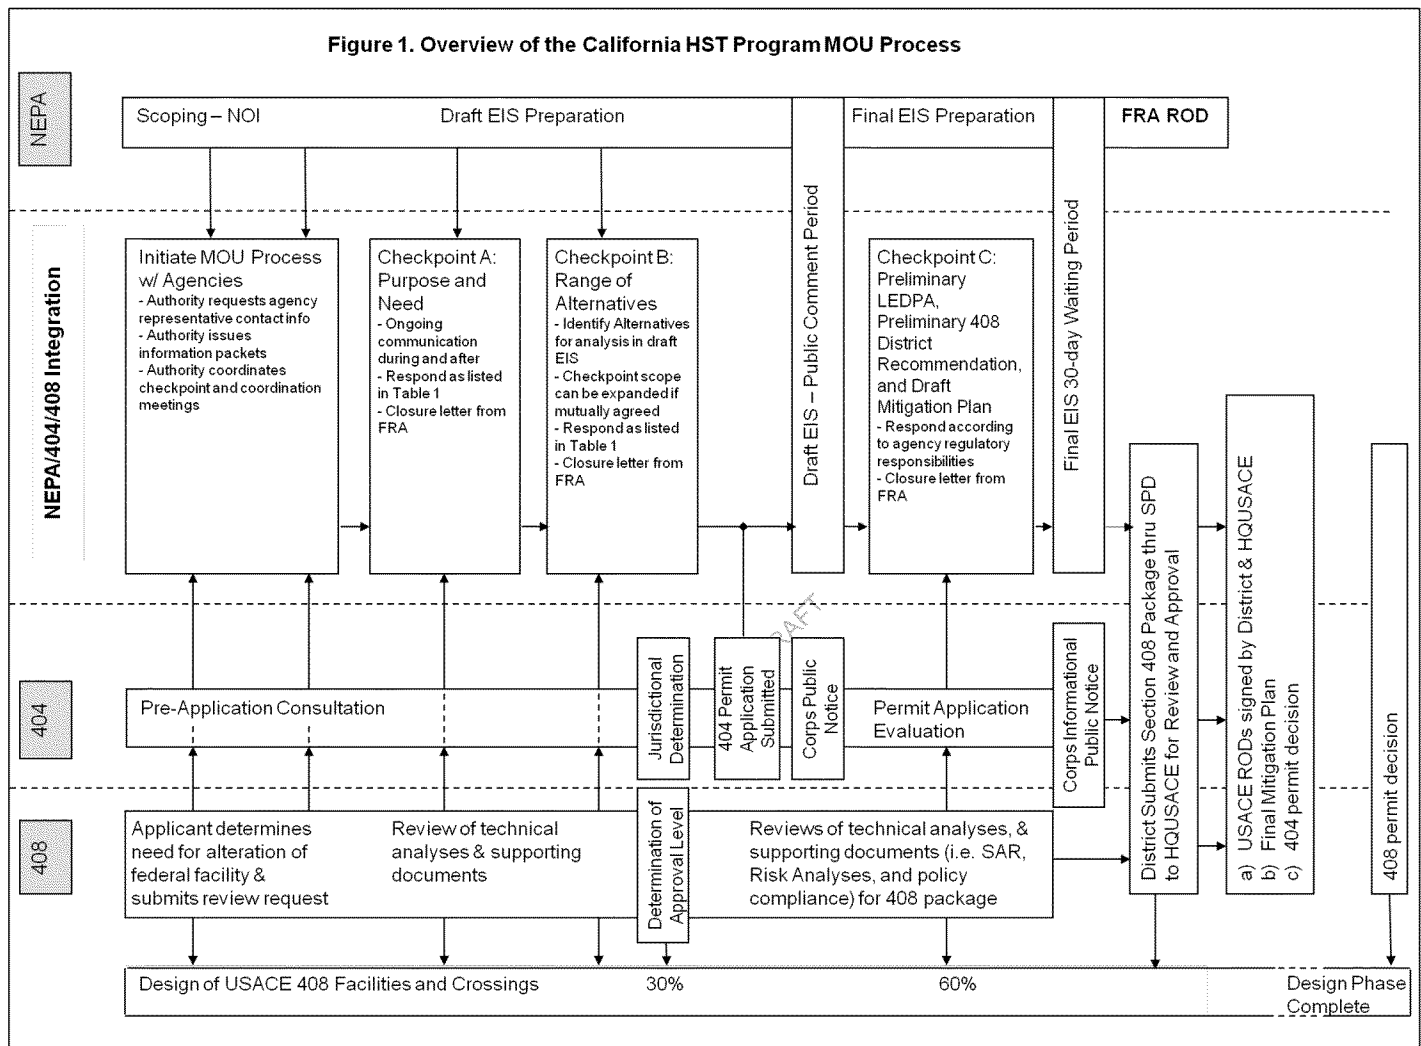 Figure 1. Overview of the California HST Program MOU Process
NEPA
Scoping – NOI
Draft EIS Preparation
Final EIS Preparation
FRA ROD
Draft EIS – Public Comment Period
Final EIS 30-day Waiting Period
NEPA/404/408 Integration
Initiate MOU Process
w/ Agencies
- Authority requests agency
representative contact info
- Authority issues
information packets
- Authority coordinates
checkpoint and coordination
meetings
Checkpoint A:
Purpose and
Need
- Ongoing
communication
during and after
- Respond as listed
in Table 1
- Closure letter from
FRA
Checkpoint B:
Range of
Alternatives
- Identify Alternatives
for analysis in draft
EIS
- Checkpoint scope
can be expanded if
mutually agreed
- Respond as listed
in Table 1
- Closure letter from
FRA
Checkpoint C:
Preliminary
LEDPA,
Preliminary 408
District
Recommendation,
and Draft
Mitigation Plan
- Respond according
to agency regulatory
responsibilities
- Closure letter from
FRA
District Submits Section 408 Package thru SPD
to HQUSACE for Review and Approval
a) USACE RODs signed by District & HQUSACE
b) Final Mitigation Plan
c) 404 permit decision
408 permit decision
404
Pre-Application Consultation
Jurisdictional
Determination
404 Permit
Application
Submitted
Corps Public
Notice
Permit Application
Evaluation
Corps Informational
Public Notice
408
Applicant determines
need for alteration of
federal facility &
submits review request
Review of technical
analyses & supporting
documents
Determination of
Approval Level
Reviews of technical analyses, &
supporting documents (i.e. SAR,
Risk Analyses, and policy
compliance) for 408 package
Design of USACE 408 Facilities and Crossings
30%
60%
Design Phase
Complete